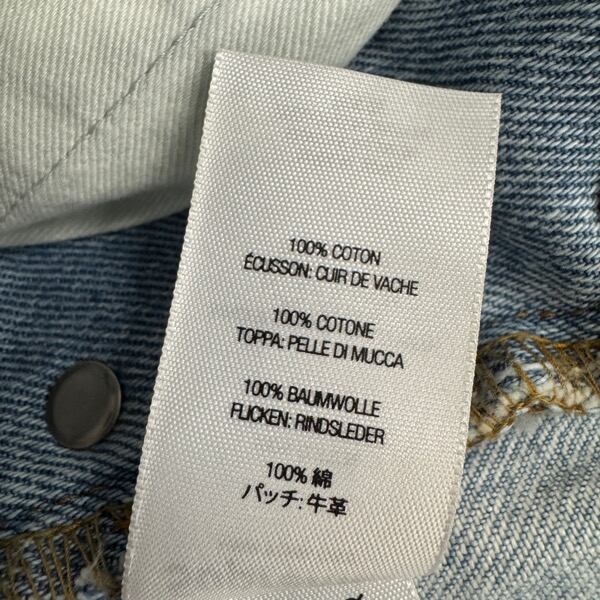 100% COTON
ÉCUSSON: CUIR DE VACHE
100% COTONE
TOPPA: PELLE DI MUCCA
100% BAUMWOLLE
FLICKEN: RINDSLEDER
100% 綿
パッチ: 牛革